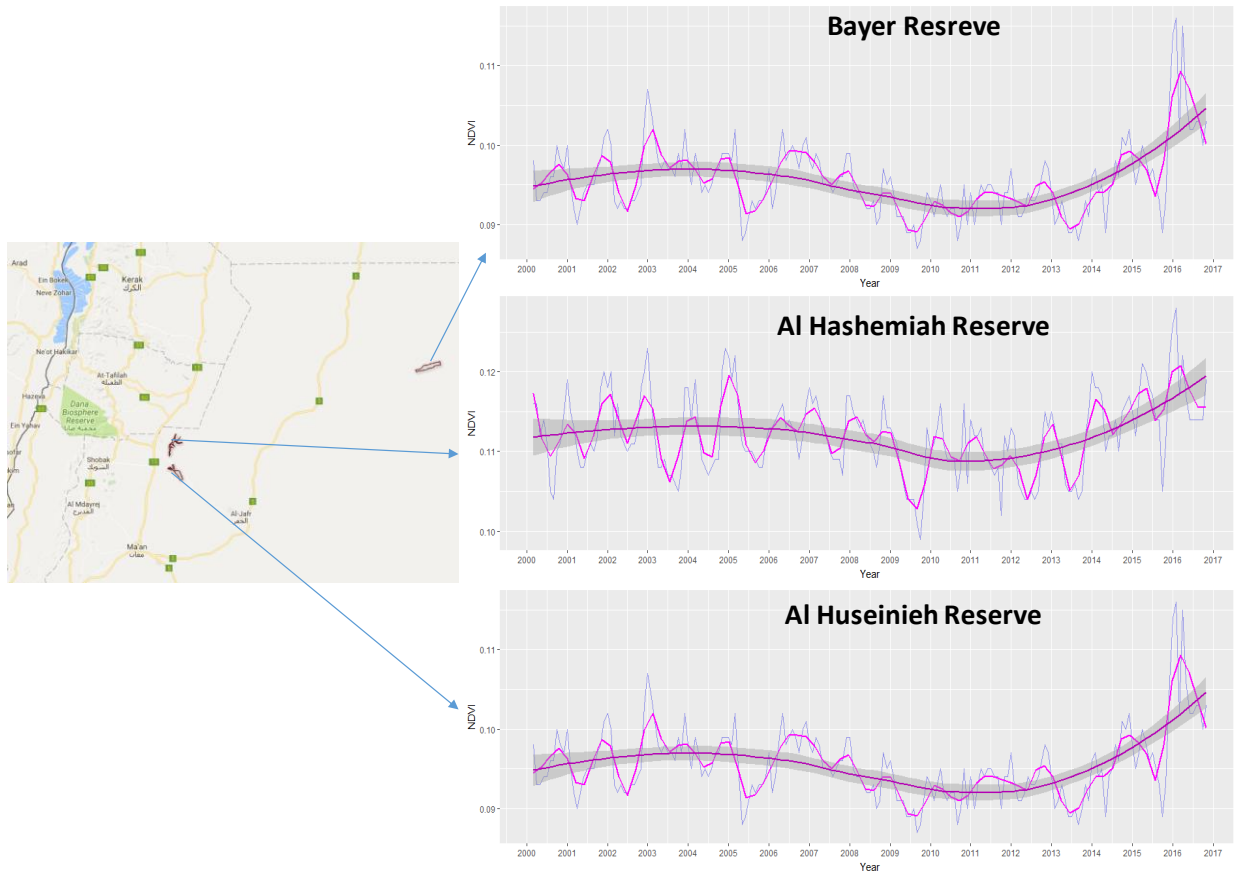 Bayer Resreve
0.11
0.10
0.09
NDVI
2000 2001 2002 2003 2004 2005 2006 2007 2008 2009 2010 2011 2012 2013 2014 2015 2016 2017
Year
Arad
Ein Bokek
Neve Zohar
Kerak
الكرك
Ne'ot Hakikar
At-Tafilah
الطفيلة
Hazeva
Dana
Biosphere
Reserve
Ein Yahav
Shobak
الشوبك
Al Mdayrej
Al-Jafr
الجفر
Ma'an
معان
Al Hashemiah Reserve
0.12
0.11
0.10
NDVI
2000 2001 2002 2003 2004 2005 2006 2007 2008 2009 2010 2011 2012 2013 2014 2015 2016 2017
Year
Al Huseinieh Reserve
0.11
0.10
0.09
NDVI
2000 2001 2002 2003 2004 2005 2006 2007 2008 2009 2010 2011 2012 2013 2014 2015 2016 2017
Year